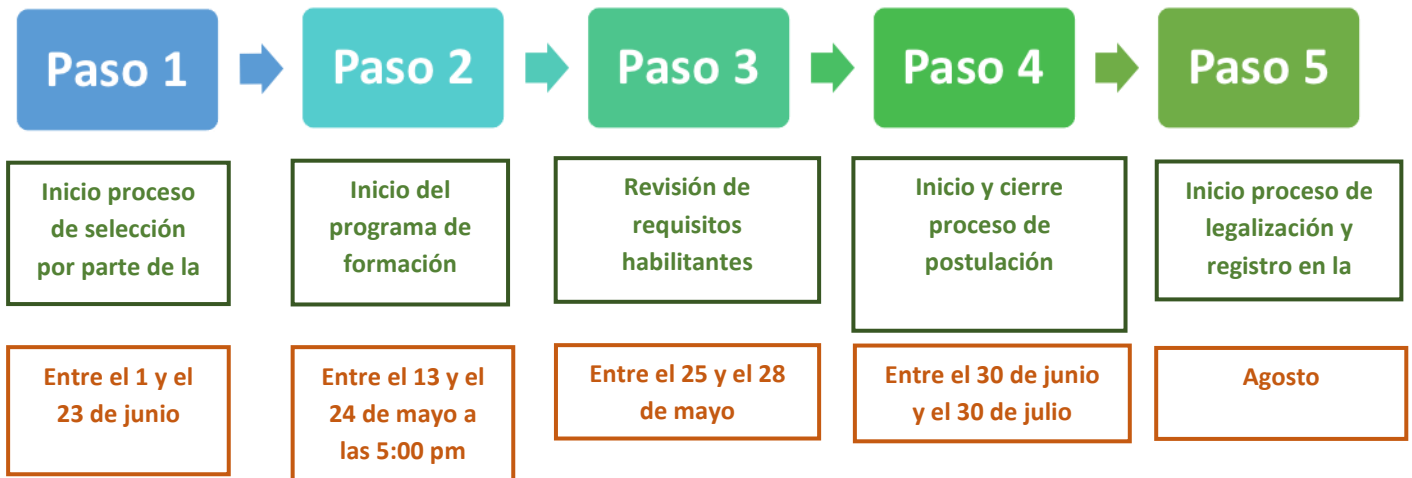 Paso 1
Paso 2
Paso 3
Paso 4
Paso 5
Inicio proceso
de selección
por parte de la
Inicio del
programa de
formación
Revisión de
requisitos
habilitantes
Inicio y cierre
proceso de
postulación
Inicio proceso de
legalización y
registro en la
Entre el 1 y el
23 de junio
Entre el 13 y el
24 de mayo a
las 5:00 pm
Entre el 25 y el 28
de mayo
Entre el 30 de junio
y el 30 de julio
Agosto